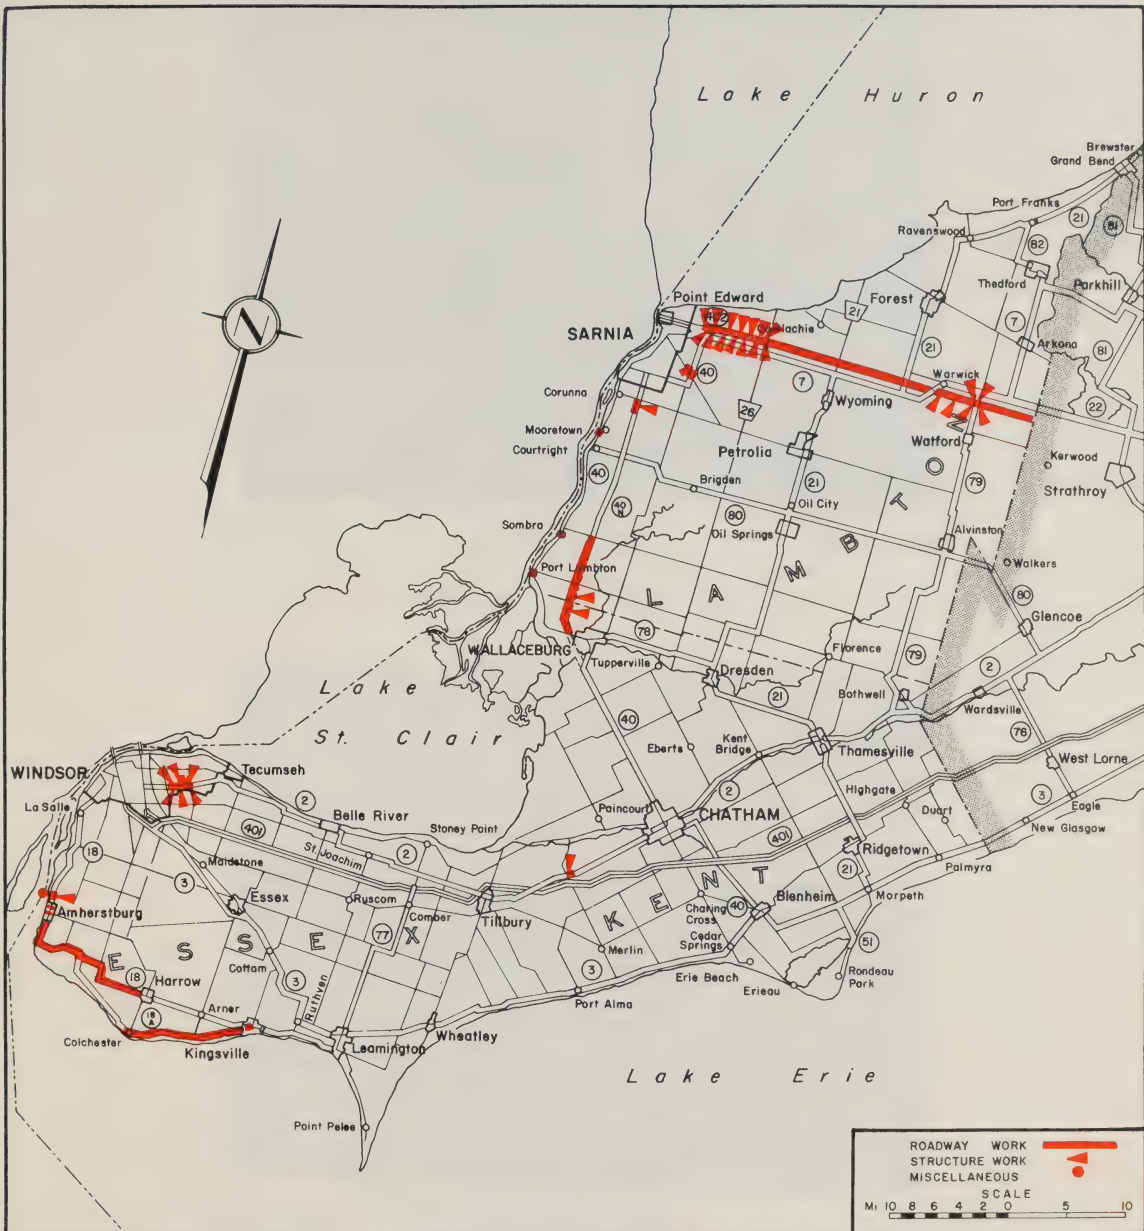 Lake Huron
Brewster
Grand Bend
Port Franks
21
81
Ravenswood
82
Thedford
Parkhill
Point Edward
402
Forest
21
7
SARNIA
Arkona
21
81
40
7
Warwick
Corunna
Wyoming
22
26
Watford
Mooretown
Kerwood
Courtright
Petrolia
40
Brigden
21
79
Strathroy
40
N
Oil City
80
Sombra
Oil Springs
Alvinston
Walkers
Port Lambton
80
LAMBTON
Glencoe
78
WALLACEBURG
Florence
Tupperville
79
2
Lake
Dresden
Bothwell
Wardsville
21
St. Clair
40
Kent
Bridge
76
Eberts
Thamesville
WINDSOR
Tecumseh
Highgate
West Lorne
2
La Salle
2
Duart
3
Eagle
Belle River
Paincourt
CHATHAM
Stoney Point
New Glasgow
401
401
18
St. Joachim
2
Ridgetown
Maidstone
Palmyra
21
3
Essex
Ruscom
Blenheim
Morpeth
Comber
Tilbury
Charing
Cross
40
Amherstburg
KENT
77
Cedar
Springs
51
ESSEX
Merlin
Cottam
Rondeau
Park
18
Harrow
3
3
Erie Beach
Ruthven
Erieau
Port Alma
Arner
18
A
Colchester
Wheatley
Kingsville
Leamington
Lake Erie
Point Pelee
ROADWAY WORK
STRUCTURE WORK
MISCELLANEOUS
SCALE
Mi 10 8 6 4 2 0 5 10